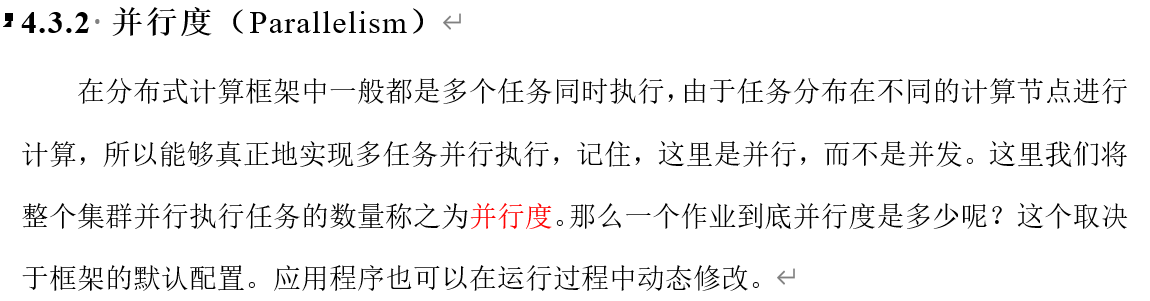 4.3.2 并行度（Parallelism）
在分布式计算框架中一般都是多个任务同时执行，由于任务分布在不同的计算节点进行
计算，所以能够真正地实现多任务并行执行，记住，这里是并行，而不是并发。这里我们将
整个集群并行执行任务的数量称之为并行度。那么一个作业到底并行度是多少呢？这个取决
于框架的默认配置。应用程序也可以在运行过程中动态修改。